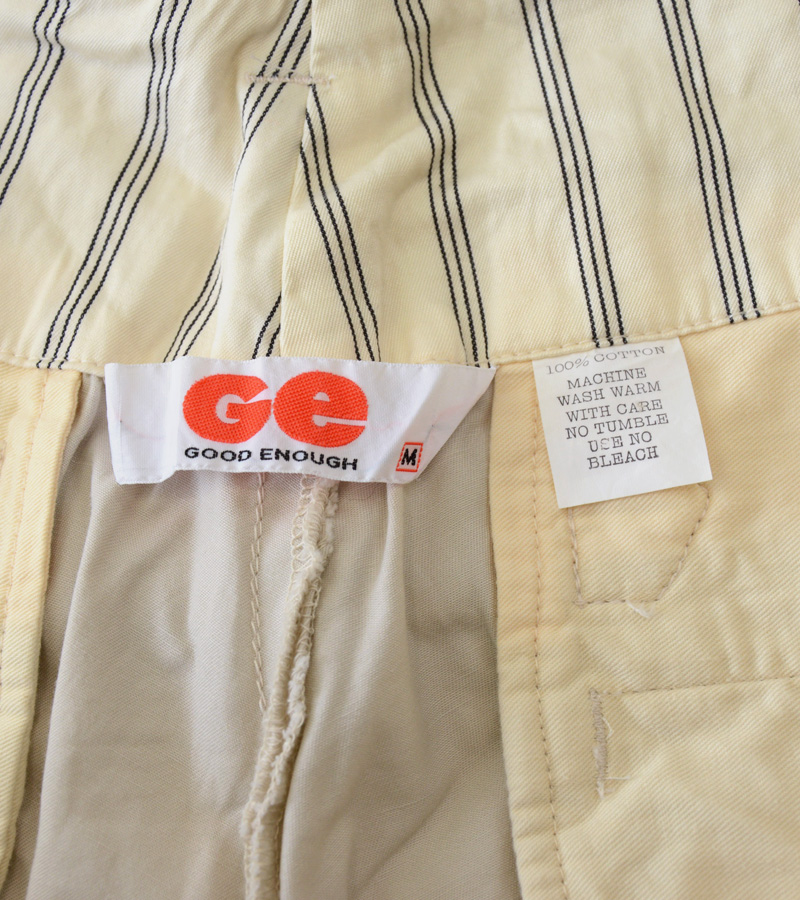 GE
GOOD ENOUGH
M
100% COTTON
MACHINE
WASH WARM
WITH CARE
NO TUMBLE
USE NO
BLEACH